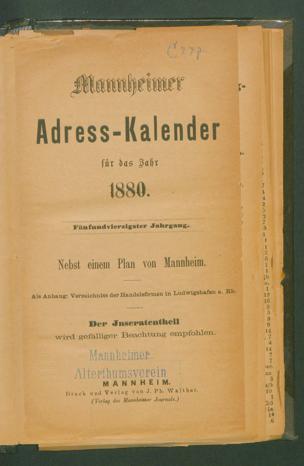 Mannheimer
Adress-Kalender
für das Jahr
1880.
Fünfundvierzigster Jahrgang.
Nebst einem Plan von Mannheim.
Als Anhang: Verzeichniss der Handelsfirmen in Ludwigshafen a. Rh.
Der Inseratentheil
wird gefälliger Beachtung empfohlen.
Mannheimer
Alterthumsverein
MANNHEIM.
Druck und Verlag von J. Ph. Walther.
(Verlag des Mannheimer Journals.)